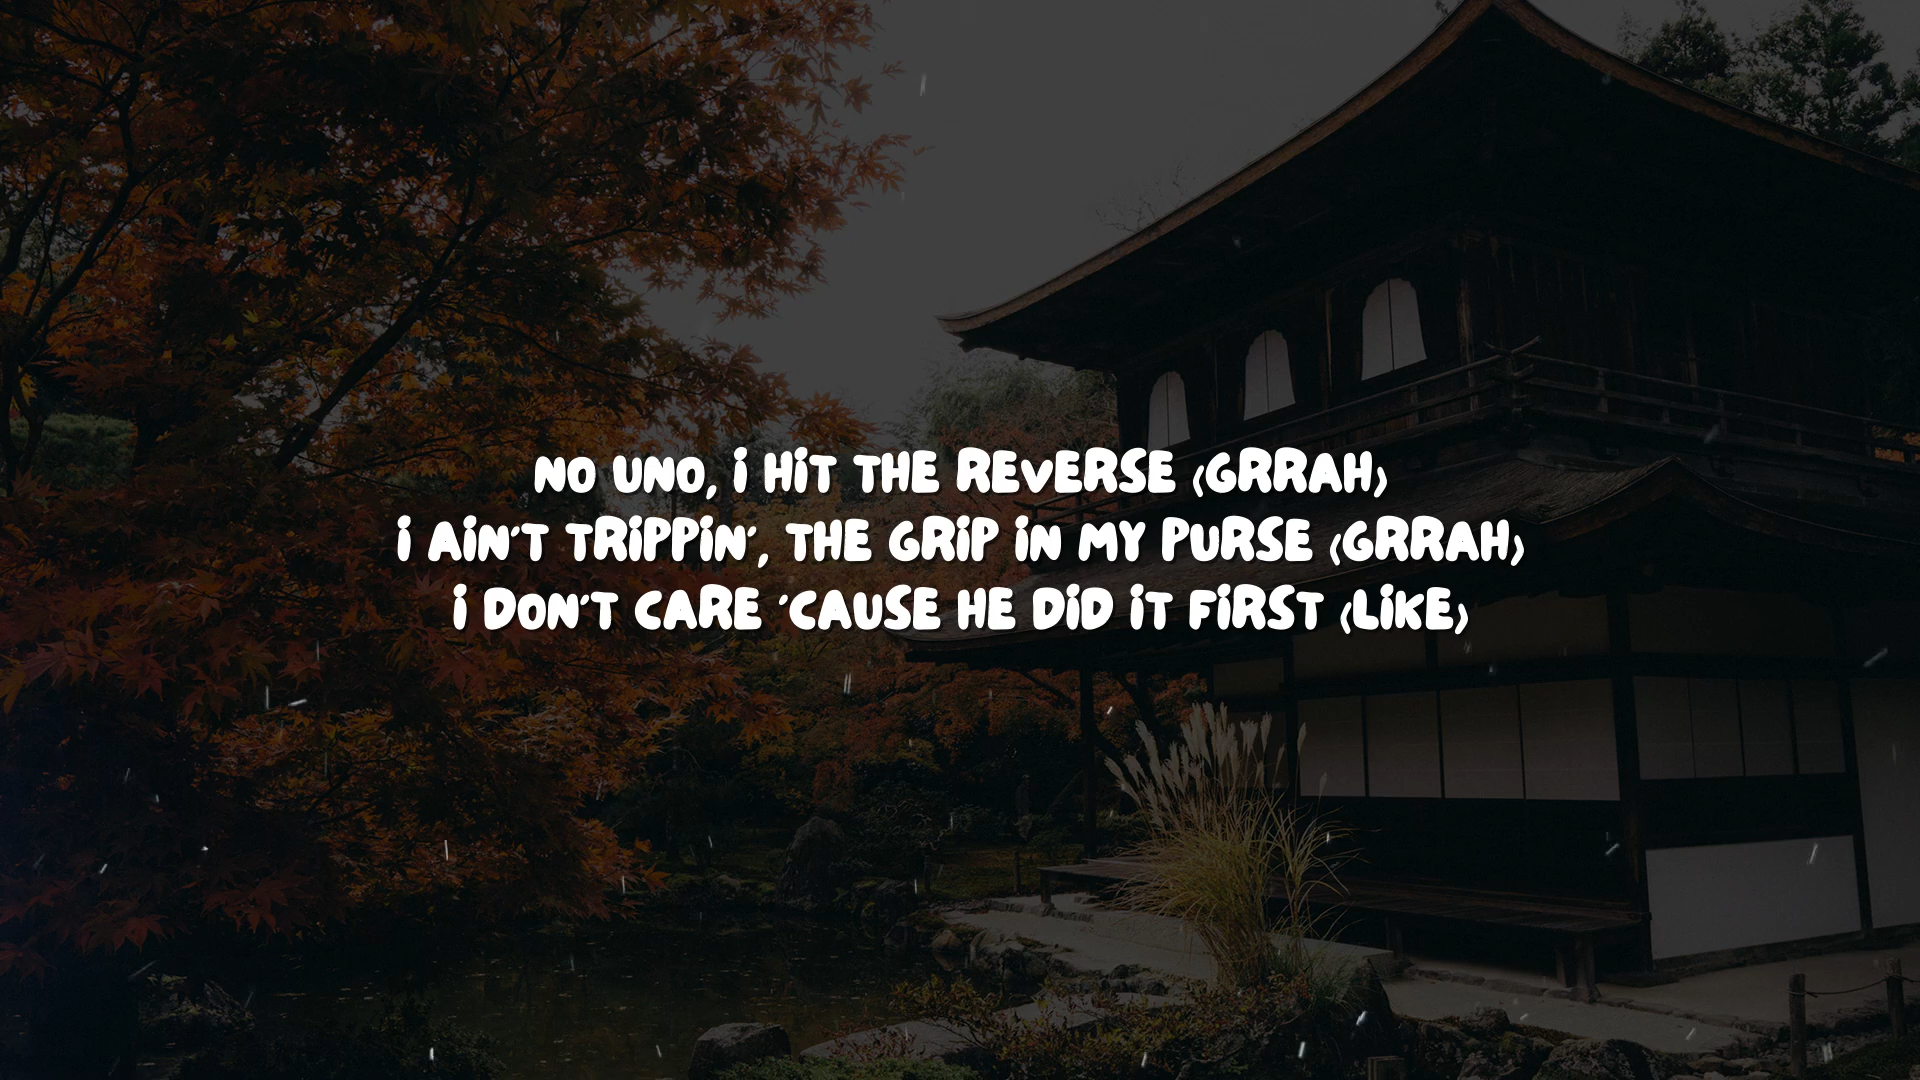 NO UNO, I HIT THE REVERSE (GRRAH)
I AIN'T TRIPPIN', THE GRIP IN MY PURSE (GRRAH)
I DON'T CARE 'CAUSE HE DID IT FIRST (LIKE)